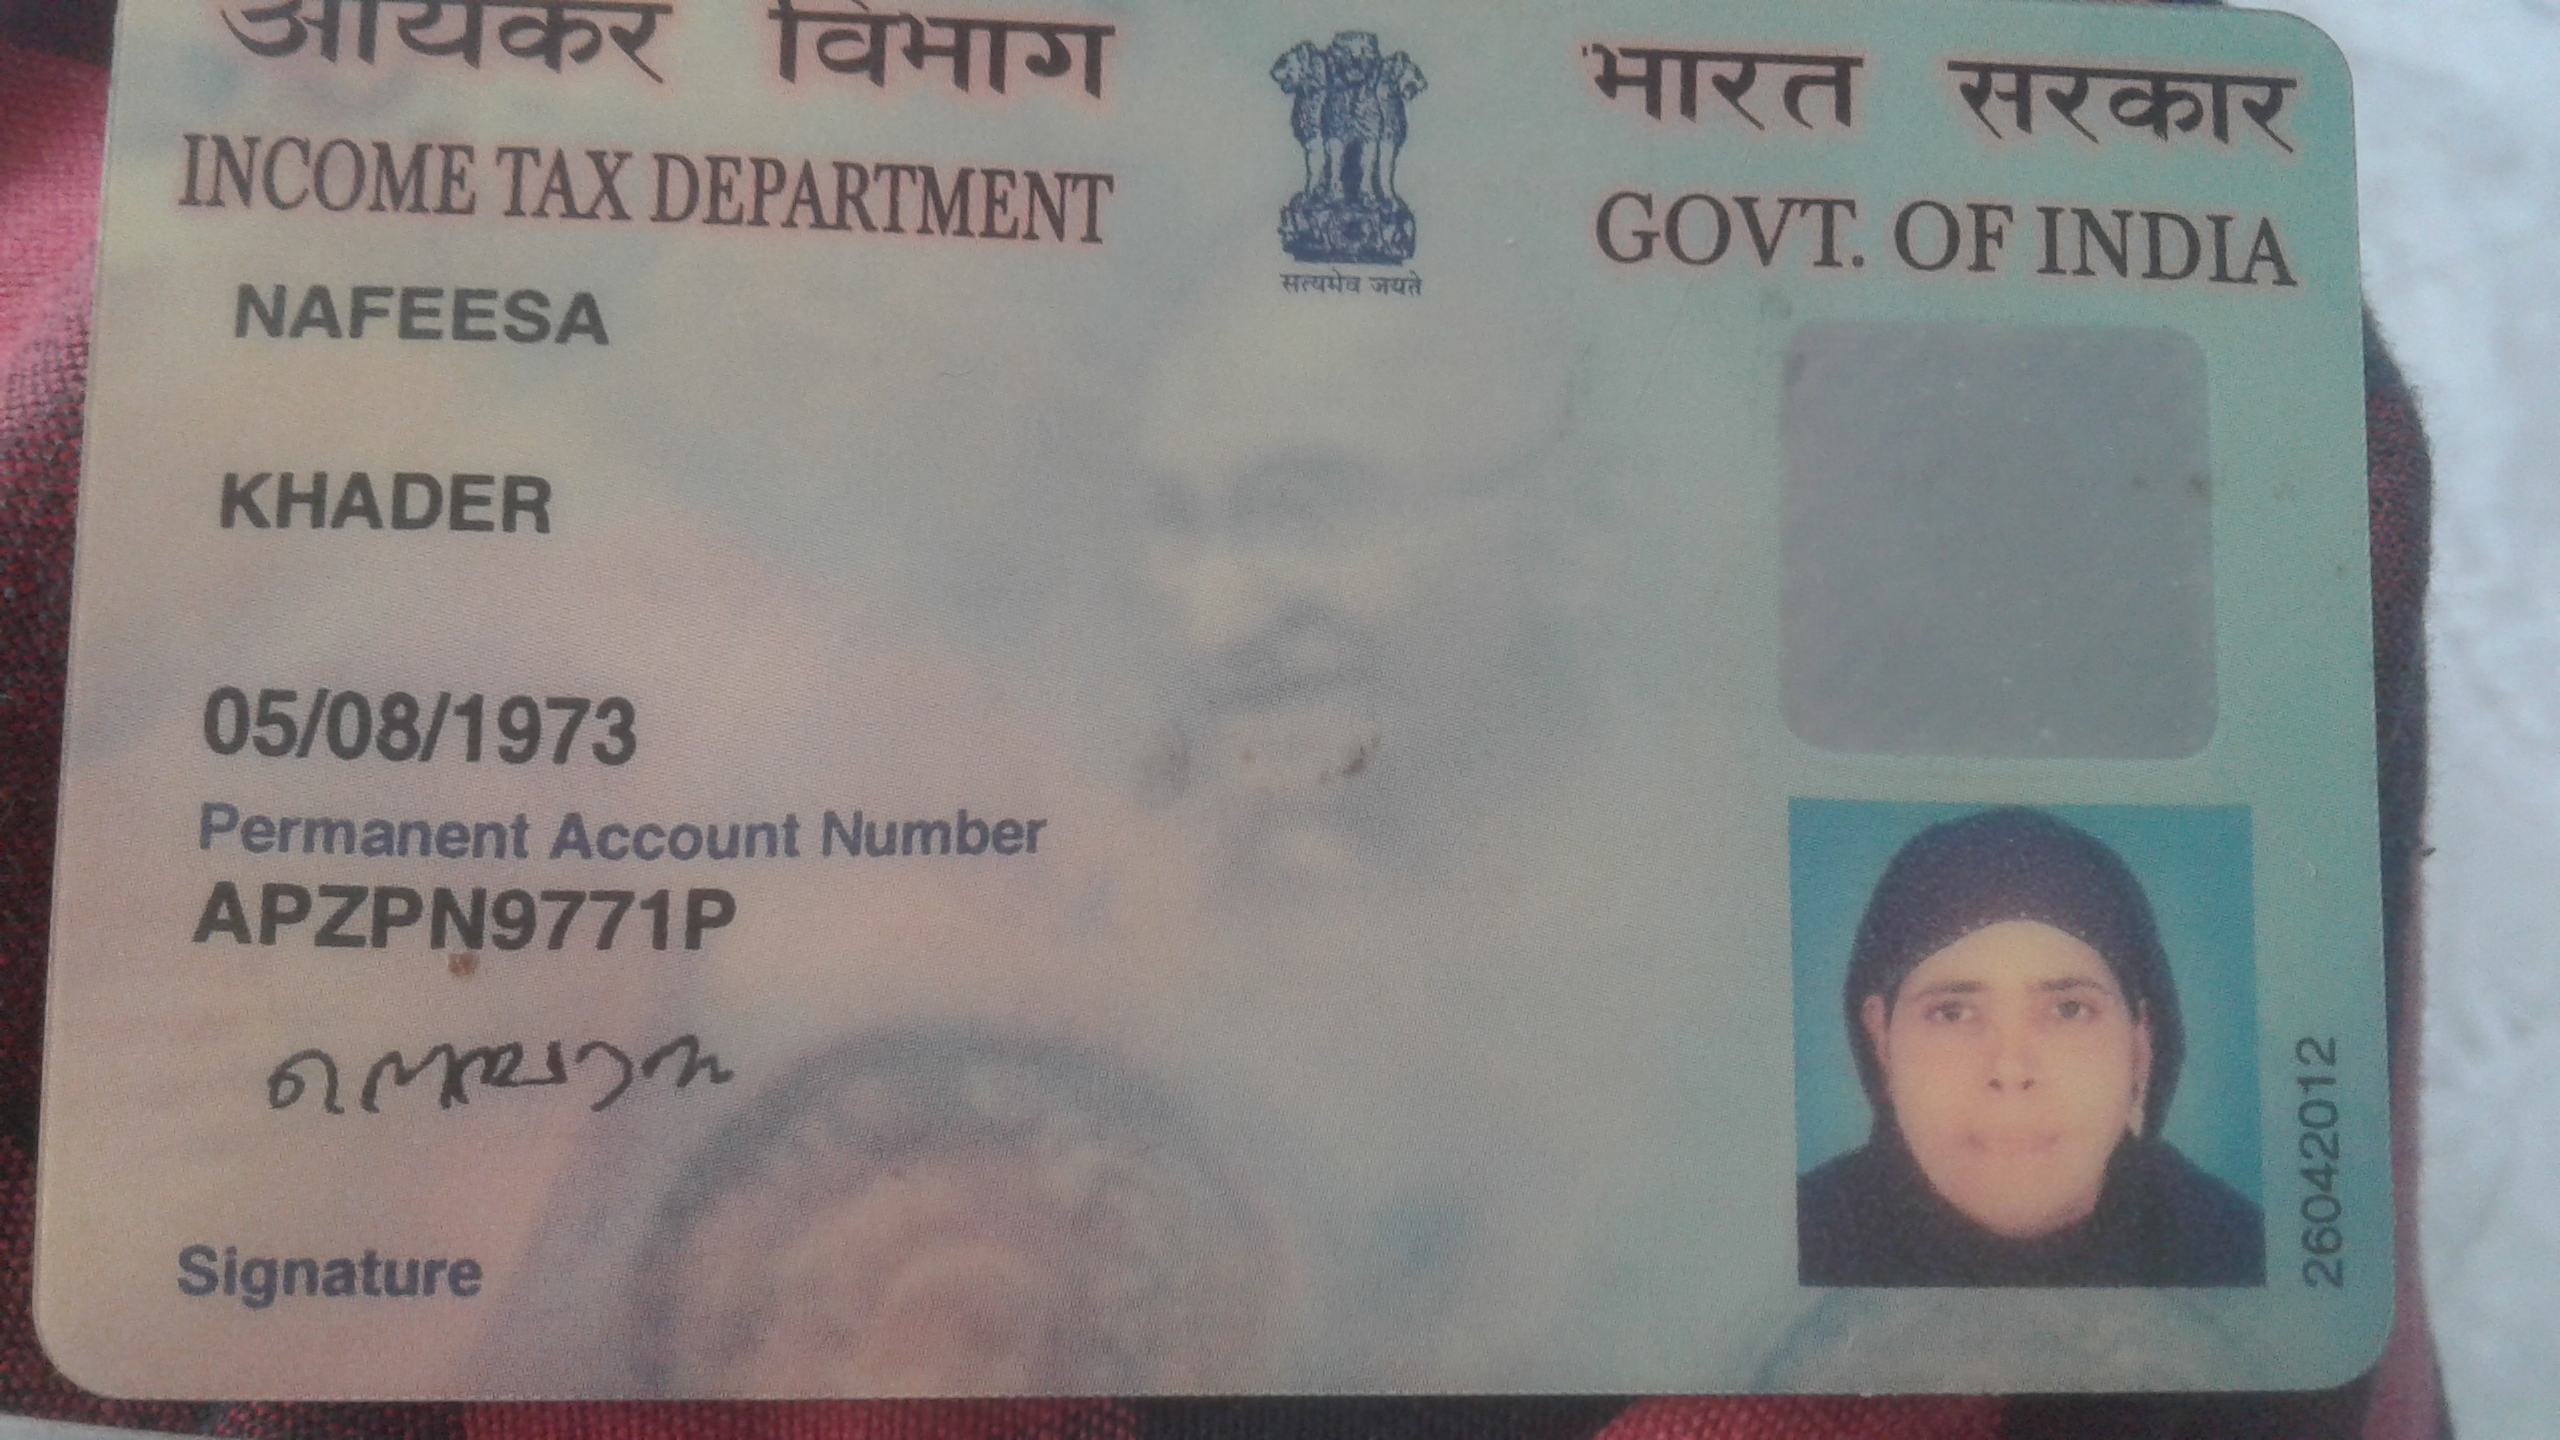 आयकर विभाग
INCOME TAX DEPARTMENT
सत्यमेव जयते
भारत सरकार
GOVT. OF INDIA
NAFEESA
KHADER
05/08/1973
Permanent Account Number
APZPN9771P
Signature
26042012